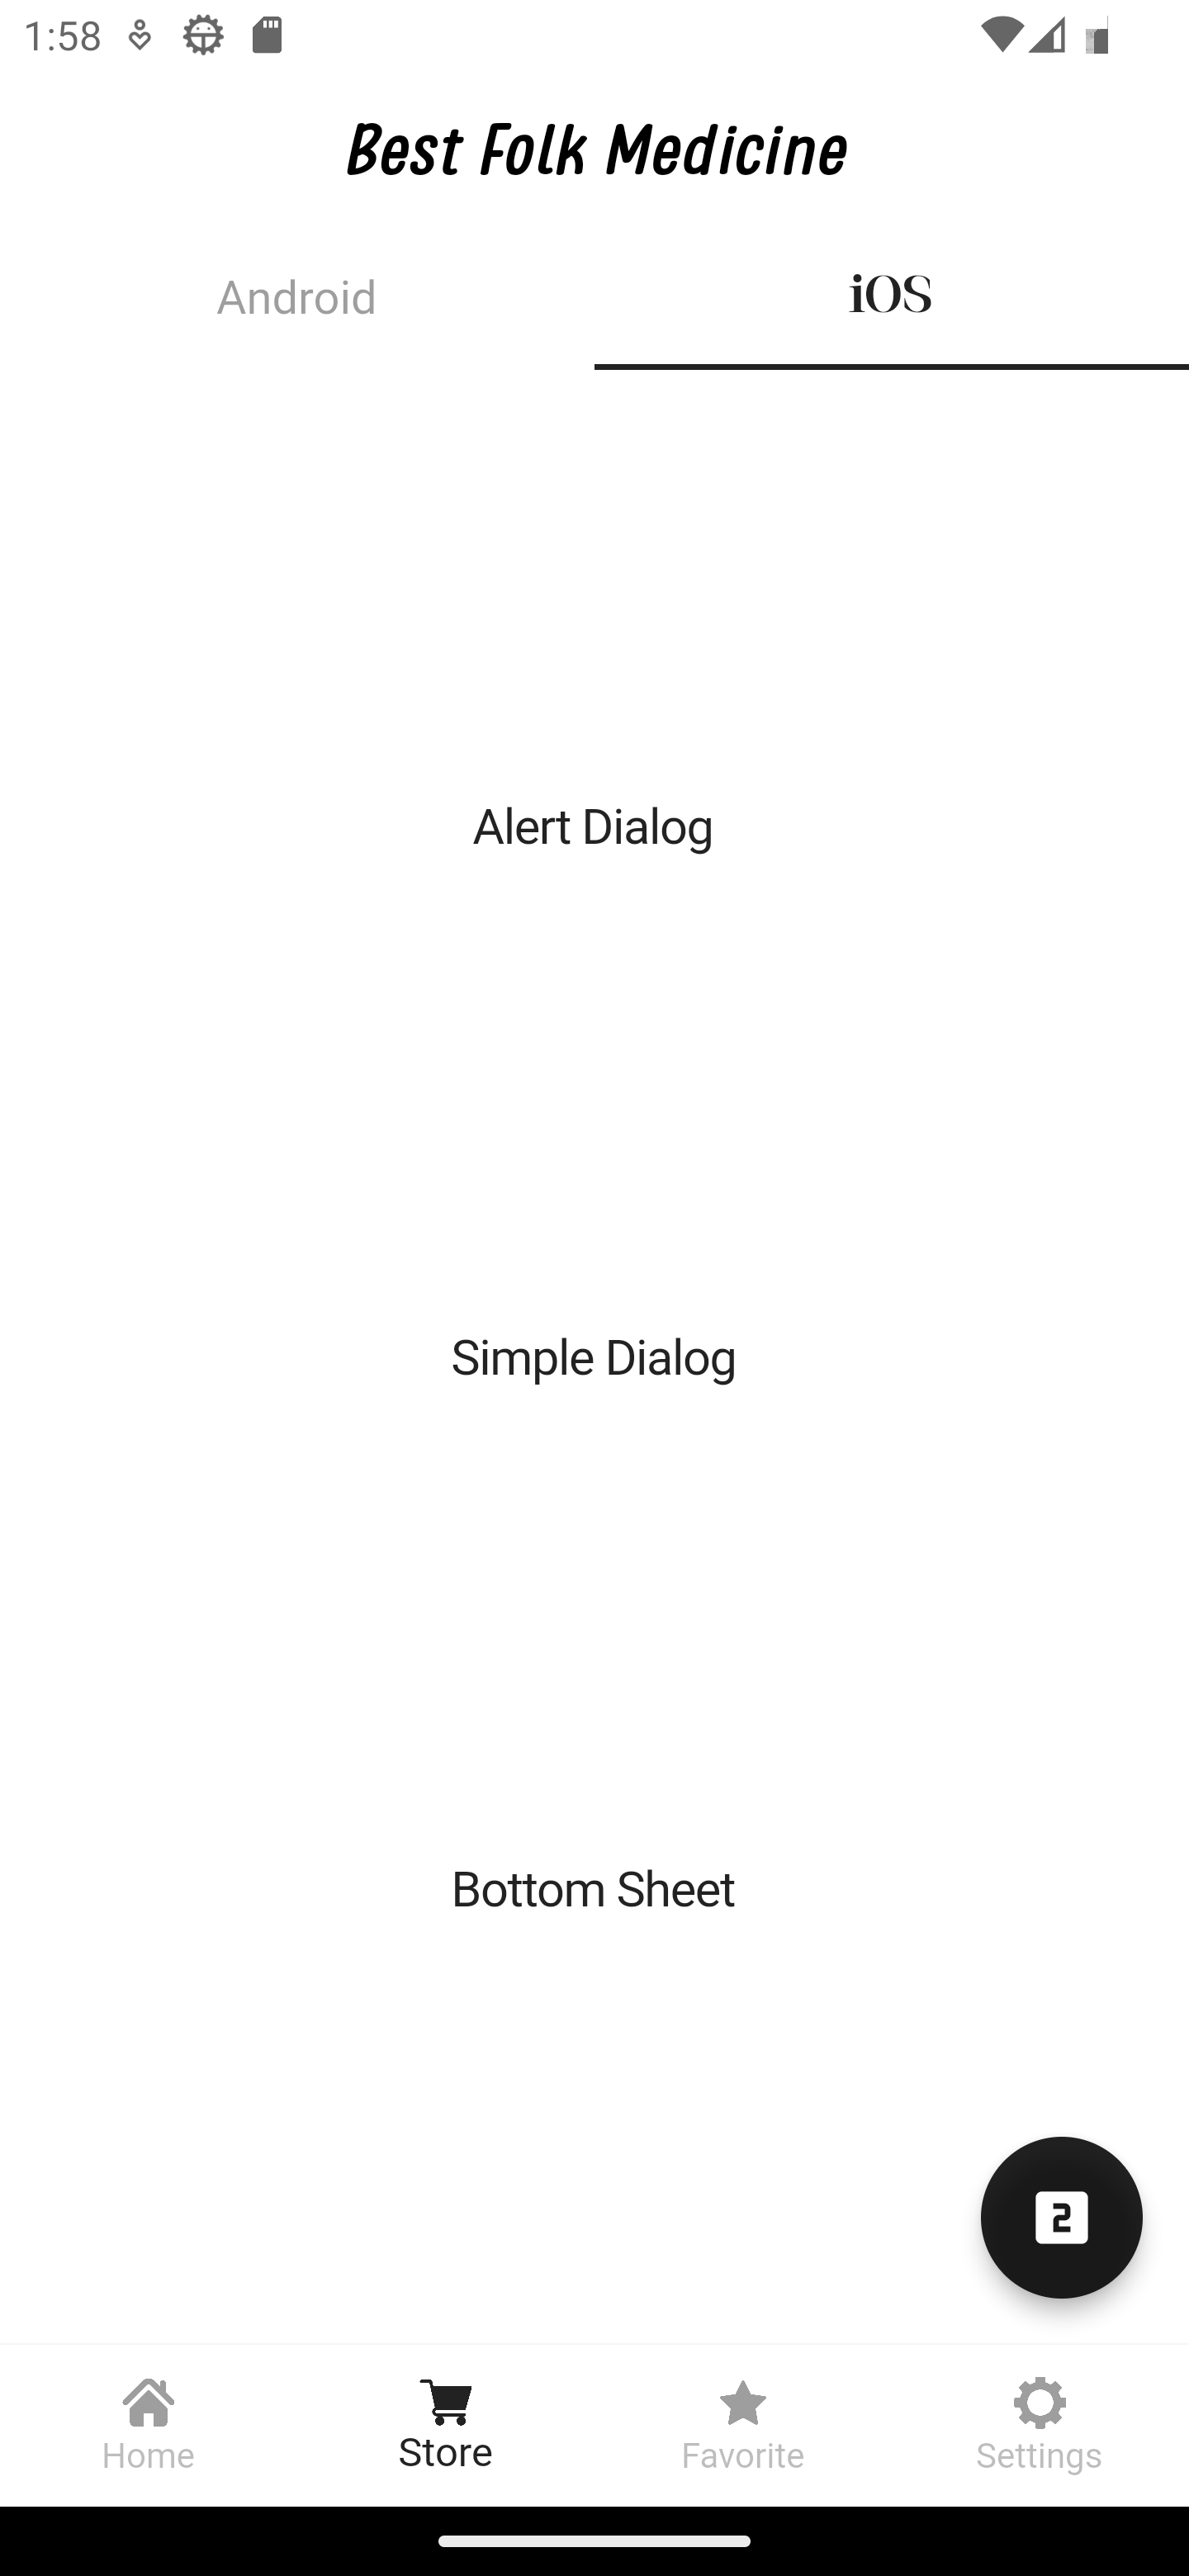 1:58
Best Folk Medicine
Android
iOS
Alert Dialog
Simple Dialog
Bottom Sheet
2
Home
Store
Favorite
Settings